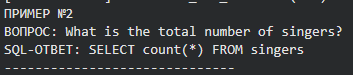 ПРИМЕР №2
ВОПРОС: What is the total number of singers?
SQL-ОТВЕТ: SELECT count(*) FROM singers
-----------------------------